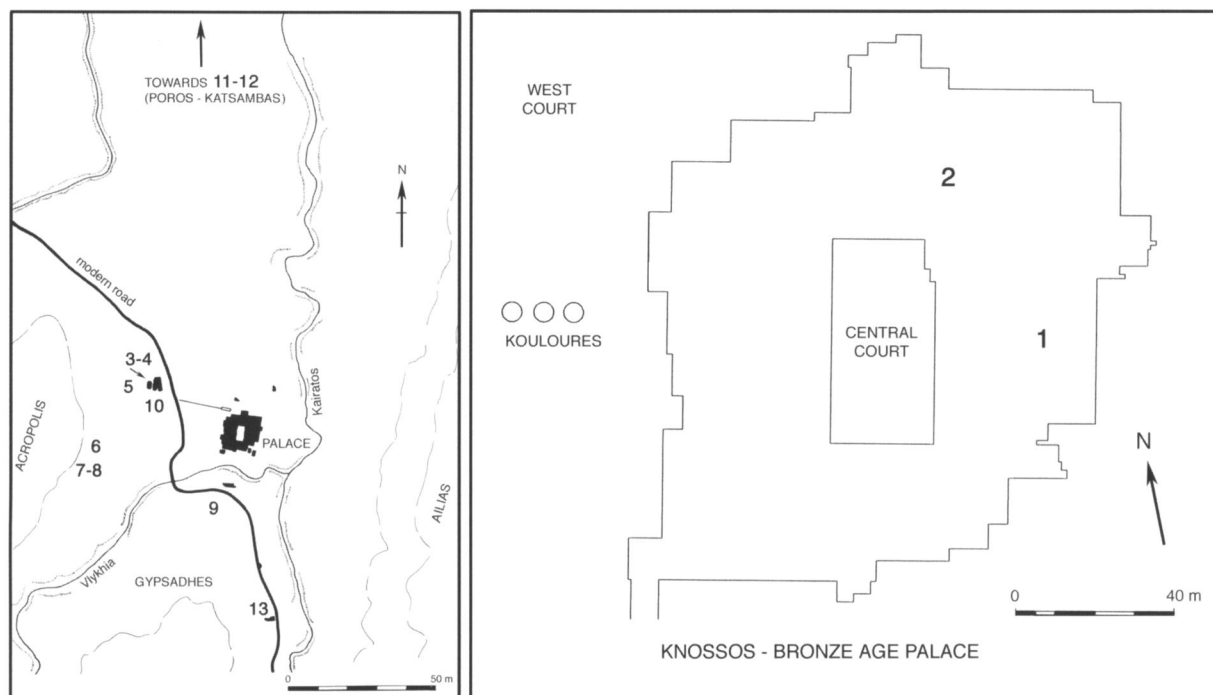 TOWARDS 11-12
(POROS - KATSAMBAS)
N
modern road
Kairatos
3-4
5
10
ACROPOLIS
PALACE
6
7-8
AILIAS
9
Vlykhia
GYPSADHES
13
0 50 m
WEST
COURT
2
KOULOURES
CENTRAL
COURT
1
N
0 40 m
KNOSSOS - BRONZE AGE PALACE